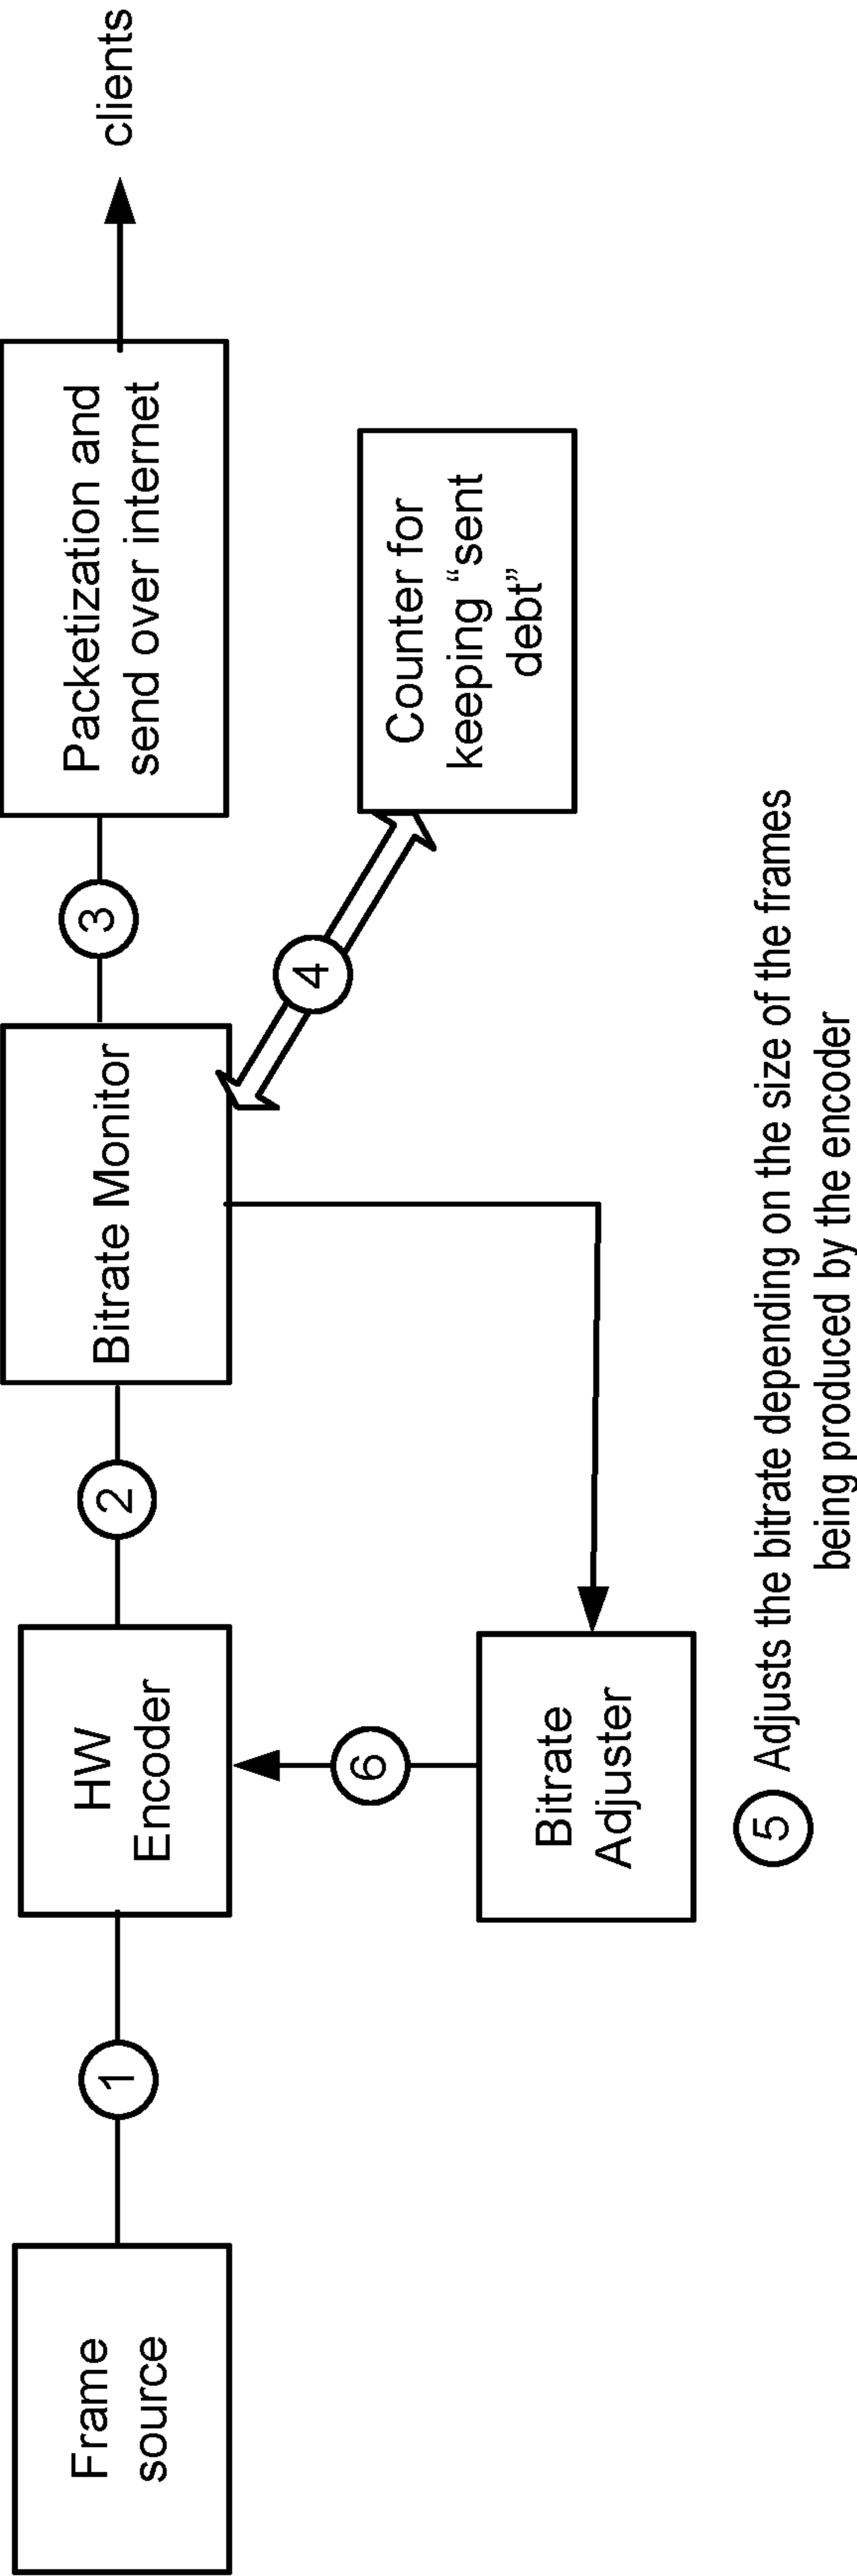 Frame
source
1
HW
Encoder
2
Bitrate Monitor
3
Packetization and
send over internet
clients
4
Counter for
keeping “sent
debt”
6
Bitrate
Adjuster
5 Adjusts the bitrate depending on the size of the frames
being produced by the encoder